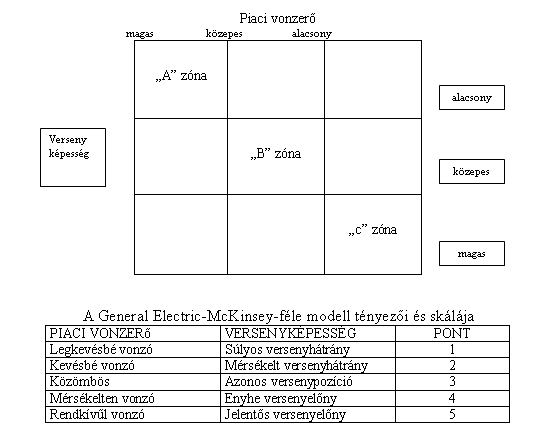 Piaci vonzerő
magas közepes alacsony
„A” zóna
alacsony
Verseny
képesség
„B” zóna
közepes
„c” zóna
magas
A General Electric-McKinsey-féle modell tényezői és skálája
PIACI VONZERő VERSENYKÉPESSÉG PONT
Legkevésbé vonzó Súlyos versenyhátrány 1
Kevésbé vonzó Mérsékelt versenyhátrány 2
Közömbös Azonos versenypozíció 3
Mérsékelten vonzó Enyhe versenyelőny 4
Rendkívűl vonzó Jelentős versenyelőny 5